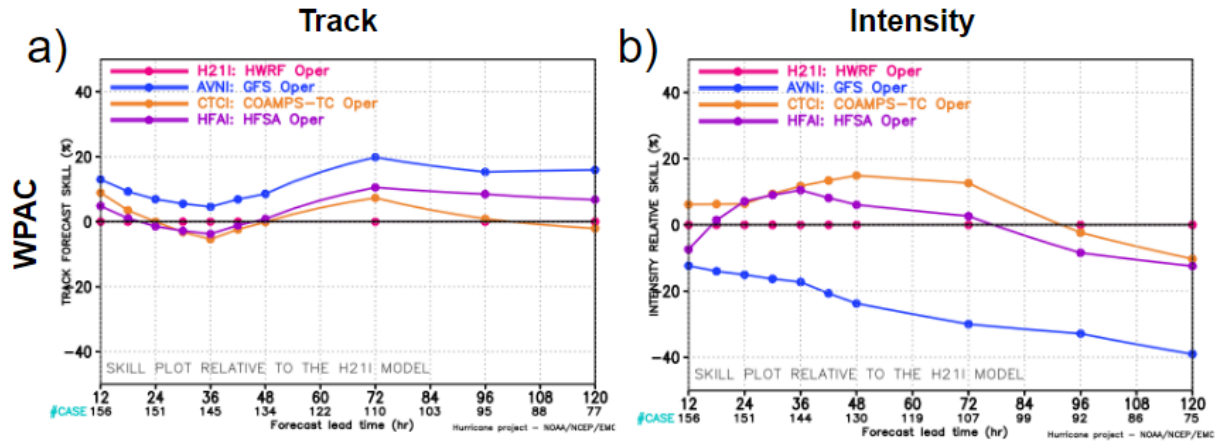 Track
Intensity
WPAC
a)
H21I: HWRF Oper
AVNI: GFS Oper
CTCI: COAMPS-TC Oper
HFAI: HFSA Oper
TRACK FORECAST SKILL (%)
40
20
0
-20
-40
SKILL PLOT RELATIVE TO THE H21I MODEL
12 24 36 48 60 72 84 96 108 120
#CASE 156 151 145 134 122 110 103 95 88 77
Forecast lead time (hr)
Hurricane project - NOAA/NCEP/EMC
b)
H21I: HWRF Oper
AVNI: GFS Oper
CTCI: COAMPS-TC Oper
HFAI: HFSA Oper
INTENSITY RELATIVE SKILL (%)
40
20
0
-20
-40
SKILL PLOT RELATIVE TO THE H21I MODEL
12 24 36 48 60 72 84 96 108 120
#CASE 156 151 144 130 119 107 99 92 86 75
Forecast lead time (hr)
Hurricane project - NOAA/NCEP/EMC